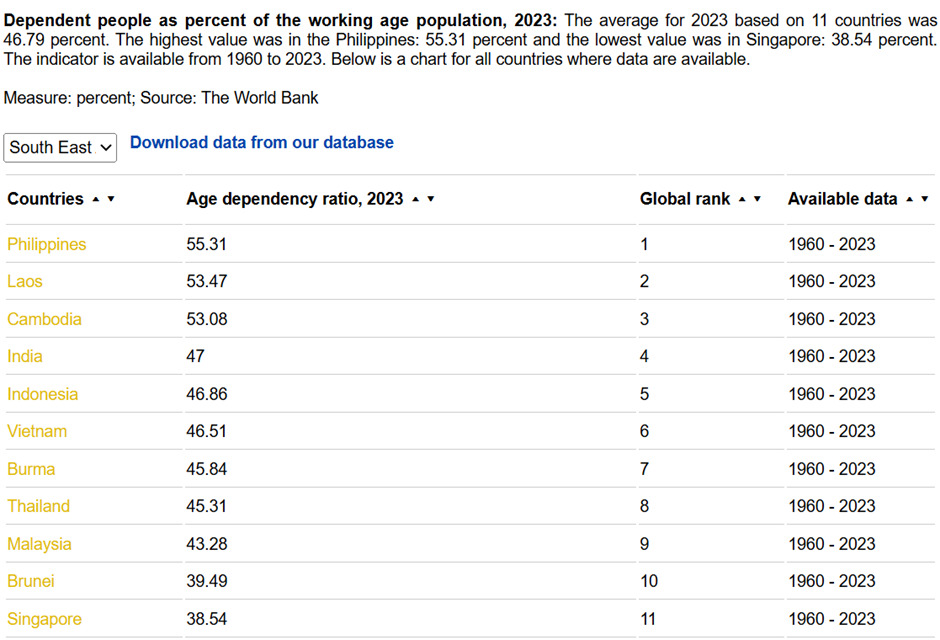 Dependent people as percent of the working age population, 2023: The average for 2023 based on 11 countries was
46.79 percent. The highest value was in the Philippines: 55.31 percent and the lowest value was in Singapore: 38.54 percent.
The indicator is available from 1960 to 2023. Below is a chart for all countries where data are available.
Measure: percent; Source: The World Bank
South East Download data from our database
Countries Age dependency ratio, 2023 Global rank Available data
Philippines 55.31 1 1960 - 2023
Laos 53.47 2 1960 - 2023
Cambodia 53.08 3 1960 - 2023
India 47 4 1960 - 2023
Indonesia 46.86 5 1960 - 2023
Vietnam 46.51 6 1960 - 2023
Burma 45.84 7 1960 - 2023
Thailand 45.31 8 1960 - 2023
Malaysia 43.28 9 1960 - 2023
Brunei 39.49 10 1960 - 2023
Singapore 38.54 11 1960 - 2023